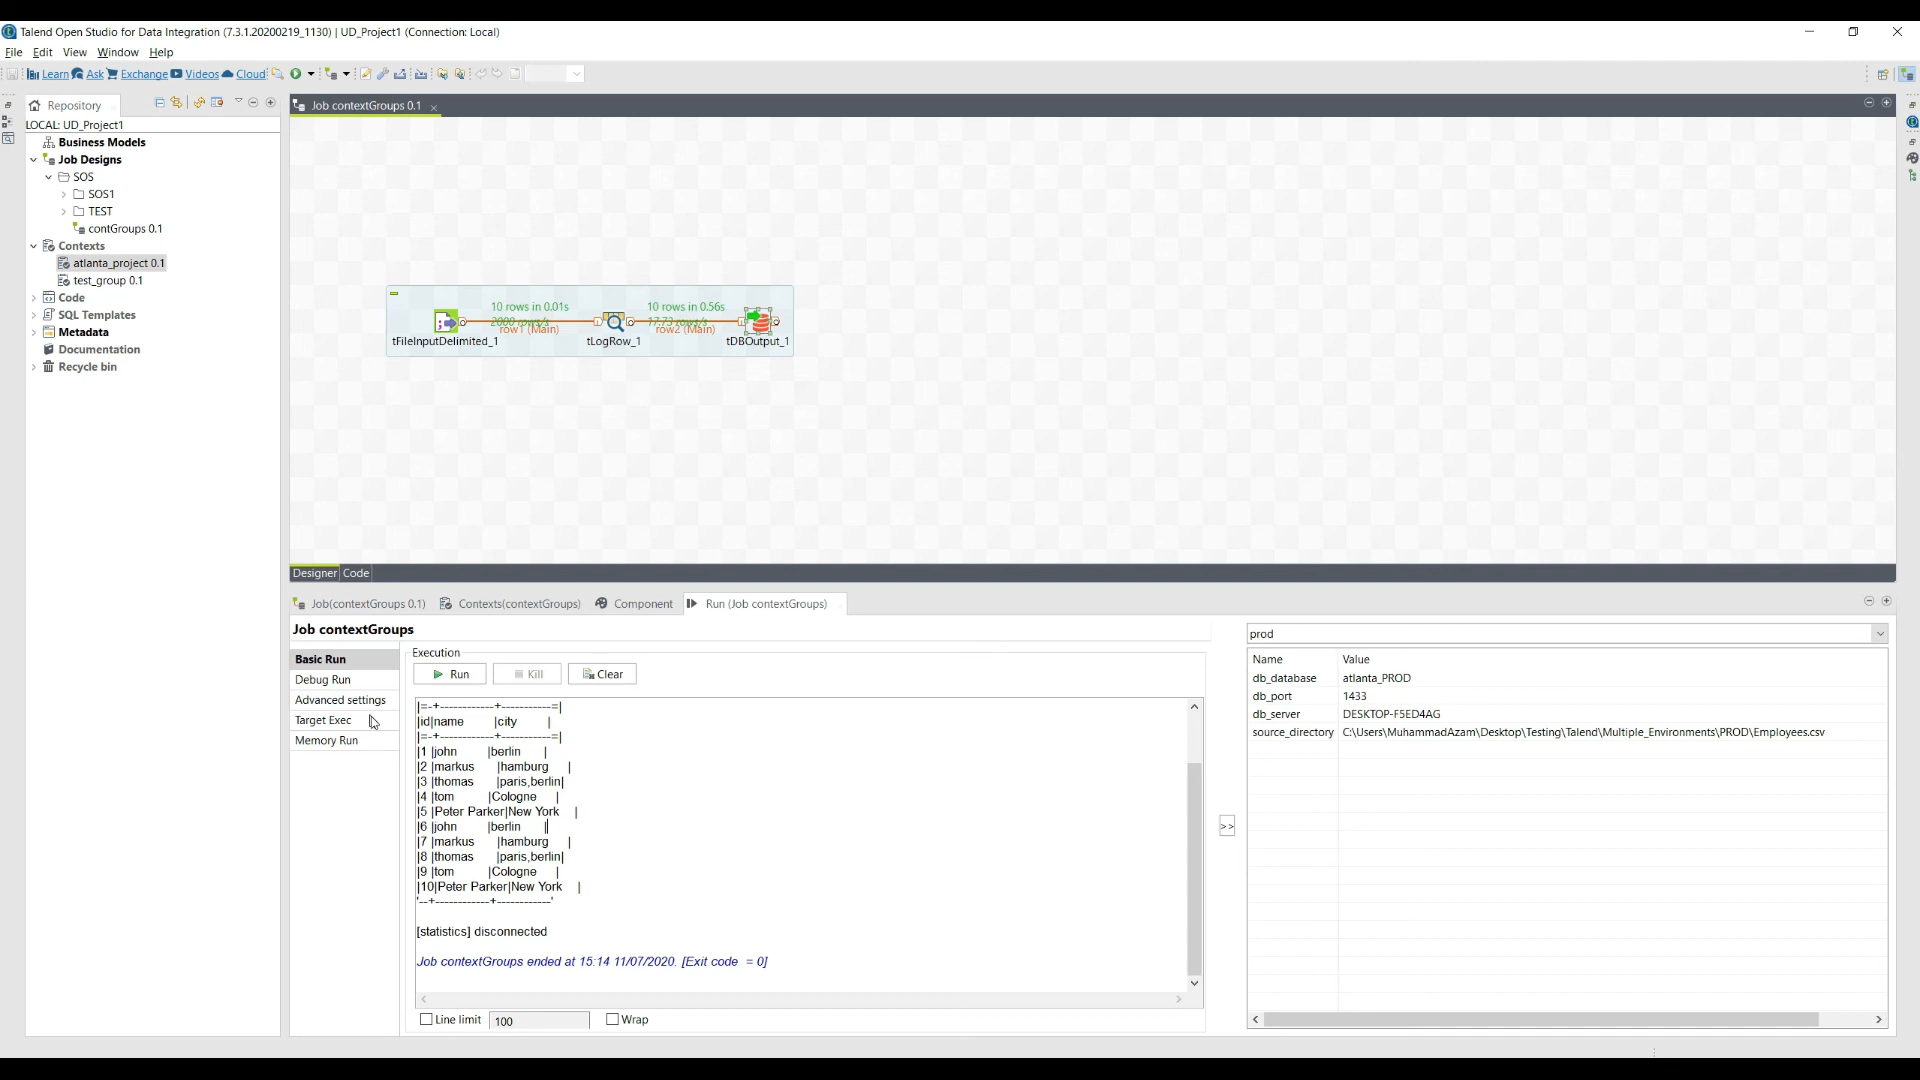 Talend Open Studio for Data Integration (7.3.1.20200219_1130) | UD_Project1 (Connection: Local)
File Edit View Window Help
Learn Ask Exchange Videos Cloud
Repository
LOCAL: UD_Project1
Business Models
Job Designs
SOS
SOS1
TEST
contGroups 0.1
Contexts
atlanta_project 0.1
test_group 0.1
Code
SQL Templates
Metadata
Documentation
Recycle bin
Job contextGroups 0.1
10 rows in 0.01s
2000 rows/s
row1 (Main)
10 rows in 0.56s
17.73 rows/s
row2 (Main)
tFileInputDelimited_1
tLogRow_1
tDBOutput_1
Designer Code
Job(contextGroups 0.1) Contexts(contextGroups) Component Run (Job contextGroups)
Job contextGroups
Basic Run
Debug Run
Advanced settings
Target Exec
Memory Run
Execution
Run Kill Clear
|=-+------------+-----------=|
|id|name |city |
|=-+------------+-----------=|
|1 |john |berlin |
|2 |markus |hamburg |
|3 |thomas |paris,berlin|
|4 |tom |Cologne |
|5 |Peter Parker|New York |
|6 |john |berlin |
|7 |markus |hamburg |
|8 |thomas |paris,berlin|
|9 |tom |Cologne |
|10|Peter Parker|New York |
'--+------------+------------'
[statistics] disconnected
Job contextGroups ended at 15:14 11/07/2020. [Exit code = 0]
Line limit 100 Wrap
>>
prod
Name Value
db_database atlanta_PROD
db_port 1433
db_server DESKTOP-F5ED4AG
source_directory C:\Users\MuhammadAzam\Desktop\Testing\Talend\Multiple_Environments\PROD\Employees.csv